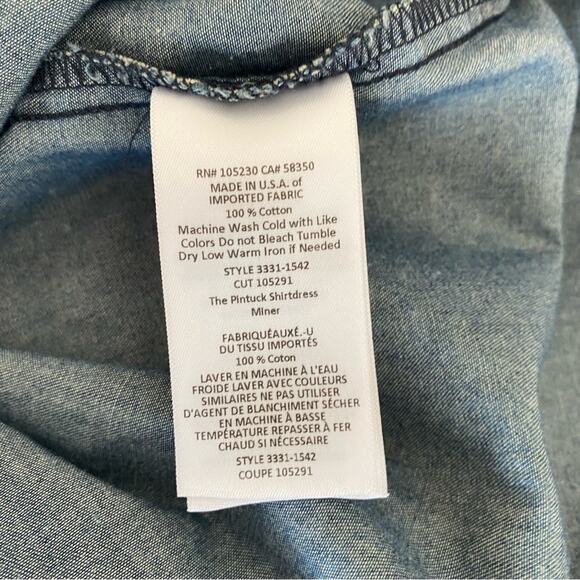 RN# 105230 CA# 58350
MADE IN U.S.A. of
IMPORTED FABRIC
100 % Cotton
Machine Wash Cold with Like
Colors Do not Bleach Tumble
Dry Low Warm Iron if Needed
STYLE 3331-1542
CUT 105291
The Pintuck Shirtdress
Miner
FABRIQUÉAUXÉ.-U
DU TISSU IMPORTÉS
100 % Coton
LAVER EN MACHINE À L'EAU
FROIDE LAVER AVEC COULEURS
SIMILAIRES NE PAS UTILISER
D'AGENT DE BLANCHIMENT SÉCHER
EN MACHINE À BASSE
TEMPÉRATURE REPASSER À FER
CHAUD SI NÉCESSAIRE
STYLE 3331-1542
COUPE 105291